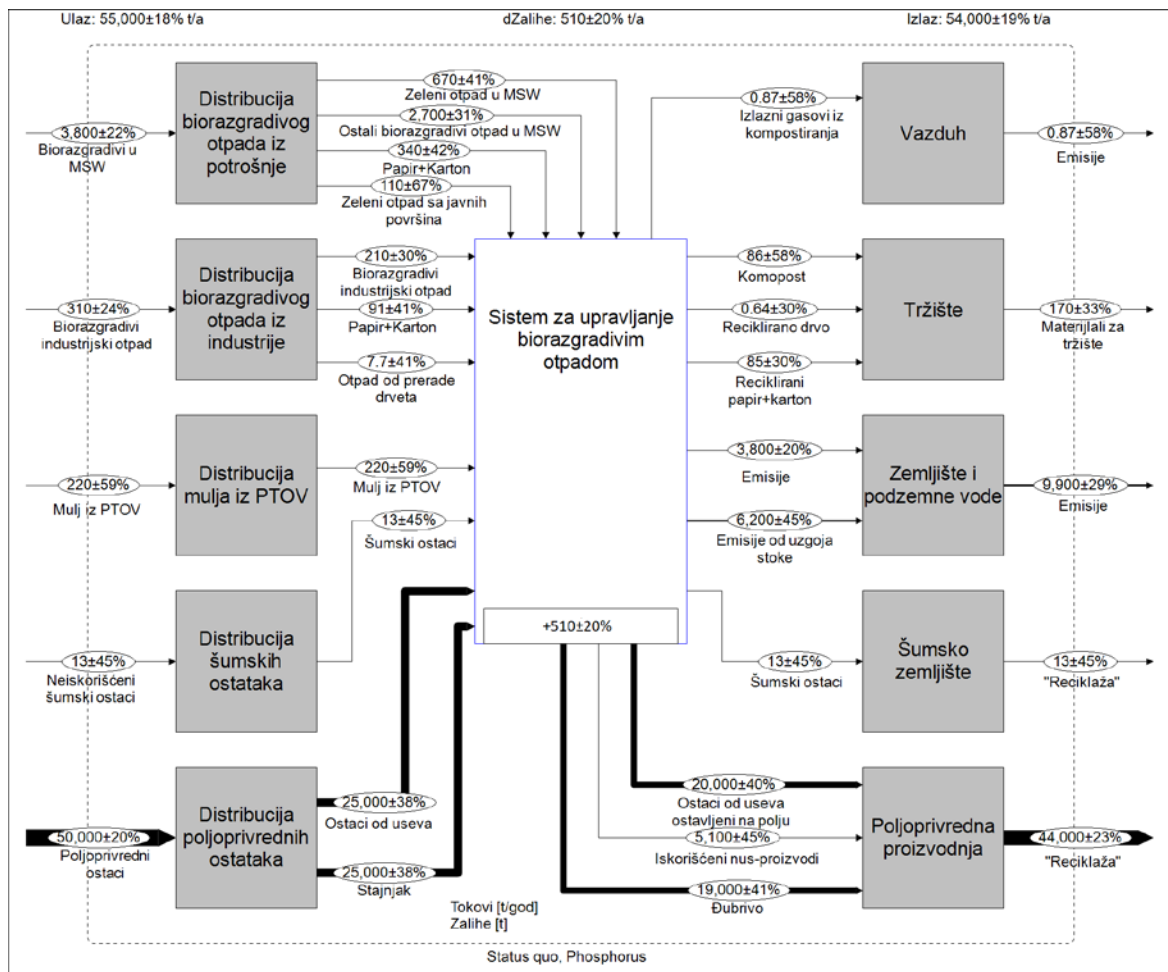 Ulaz: 55,000±18% t/a
dZalihe: 510±20% t/a
Izlaz: 54,000±19% t/a
3,800±22%
Biorazgradivi u
MSW
Distribucija
biorazgradivog
otpada iz
potrošnje
670±41%
Zeleni otpad u MSW
2,700±31%
Ostali biorazgradivi otpad u MSW
340±42%
Papir+Karton
110±67%
Zeleni otpad sa javnih
površina
0.87±58%
Izlazni gasovi iz
kompostiranja
Vazduh
0.87±58%
Emisije
310±24%
Biorazgradivi
industrijski otpad
Distribucija
biorazgradivog
otpada iz
industrije
210±30%
Biorazgradivi
industrijski otpad
91±41%
Papir+Karton
7.7±41%
Otpad od prerade
drveta
Sistem za upravljanje
biorazgradivim
otpadom
86±58%
Komopost
0.64±30%
Reciklirano drvo
85±30%
Reciklirani
papir+karton
Tržište
170±33%
Materijlali za
tržište
220±59%
Mulj iz PTOV
Distribucija
mulja iz PTOV
220±59%
Mulj iz PTOV
3,800±20%
Emisije
6,200±45%
Emisije od uzgoja
stoke
Zemljište i
podzemne vode
9,900±29%
Emisije
13±45%
Neiskorišćeni
šumski ostaci
Distribucija
šumskih
ostataka
13±45%
Šumski ostaci
+510±20%
13±45%
Šumski ostaci
Šumsko
zemljište
13±45%
"Reciklaža"
50,000±20%
Poljoprivredni
ostaci
Distribucija
poljoprivrednih
ostataka
25,000±38%
Ostaci od useva
25,000±38%
Stajnjak
20,000±40%
Ostaci od useva
ostavljeni na polju
5,100±45%
Iskorišćeni nus-proizvodi
19,000±41%
Đubrivo
Poljoprivredna
proizvodnja
44,000±23%
"Reciklaža"
Tokovi [t/god]
Zalihe [t]
Status quo, Phosphorus